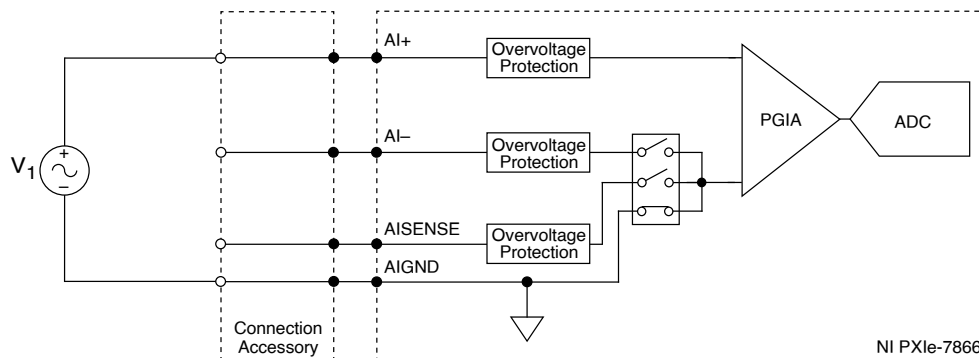 AI+
Overvoltage
Protection
PGIA
ADC
AI–
Overvoltage
Protection
V1
+
–
AISENSE
Overvoltage
Protection
AIGND
Connection
Accessory
NI PXIe-7866